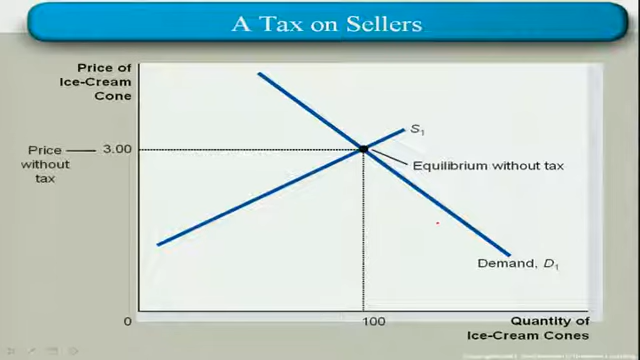 A Tax on Sellers
Price of
Ice-Cream
Cone
S1
Price
without
tax
3.00
Equilibrium without tax
Demand, D1
0
100
Quantity of
Ice-Cream Cones